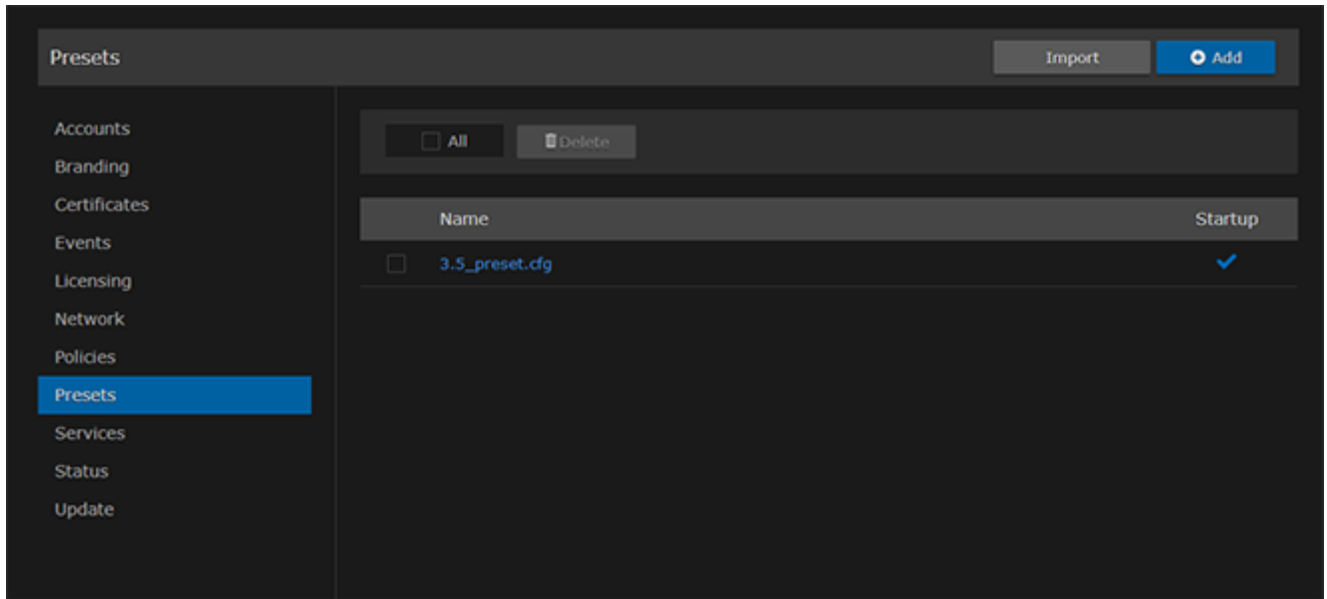 Presets
Import
Add
Accounts
Branding
Certificates
Events
Licensing
Network
Policies
Presets
Services
Status
Update
All
Delete
Name Startup
3.5_preset.cfg